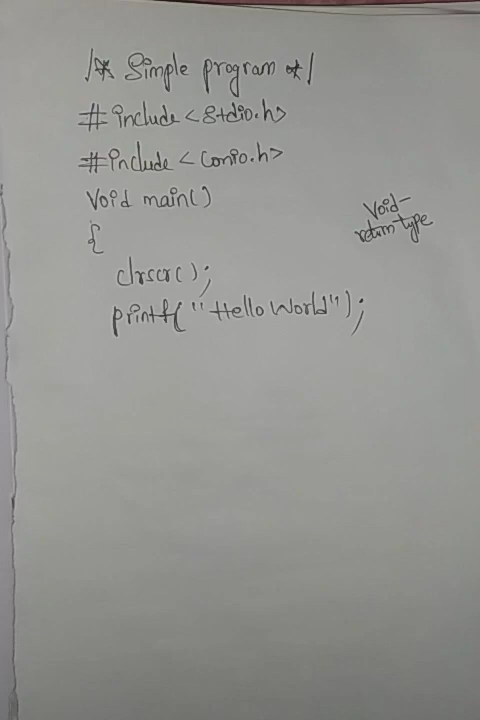 /* Simple program */
#include<stdio.h>
#include<conio.h>
Void main()
{
clrscr();
printf("Hello World");
Void-
return type